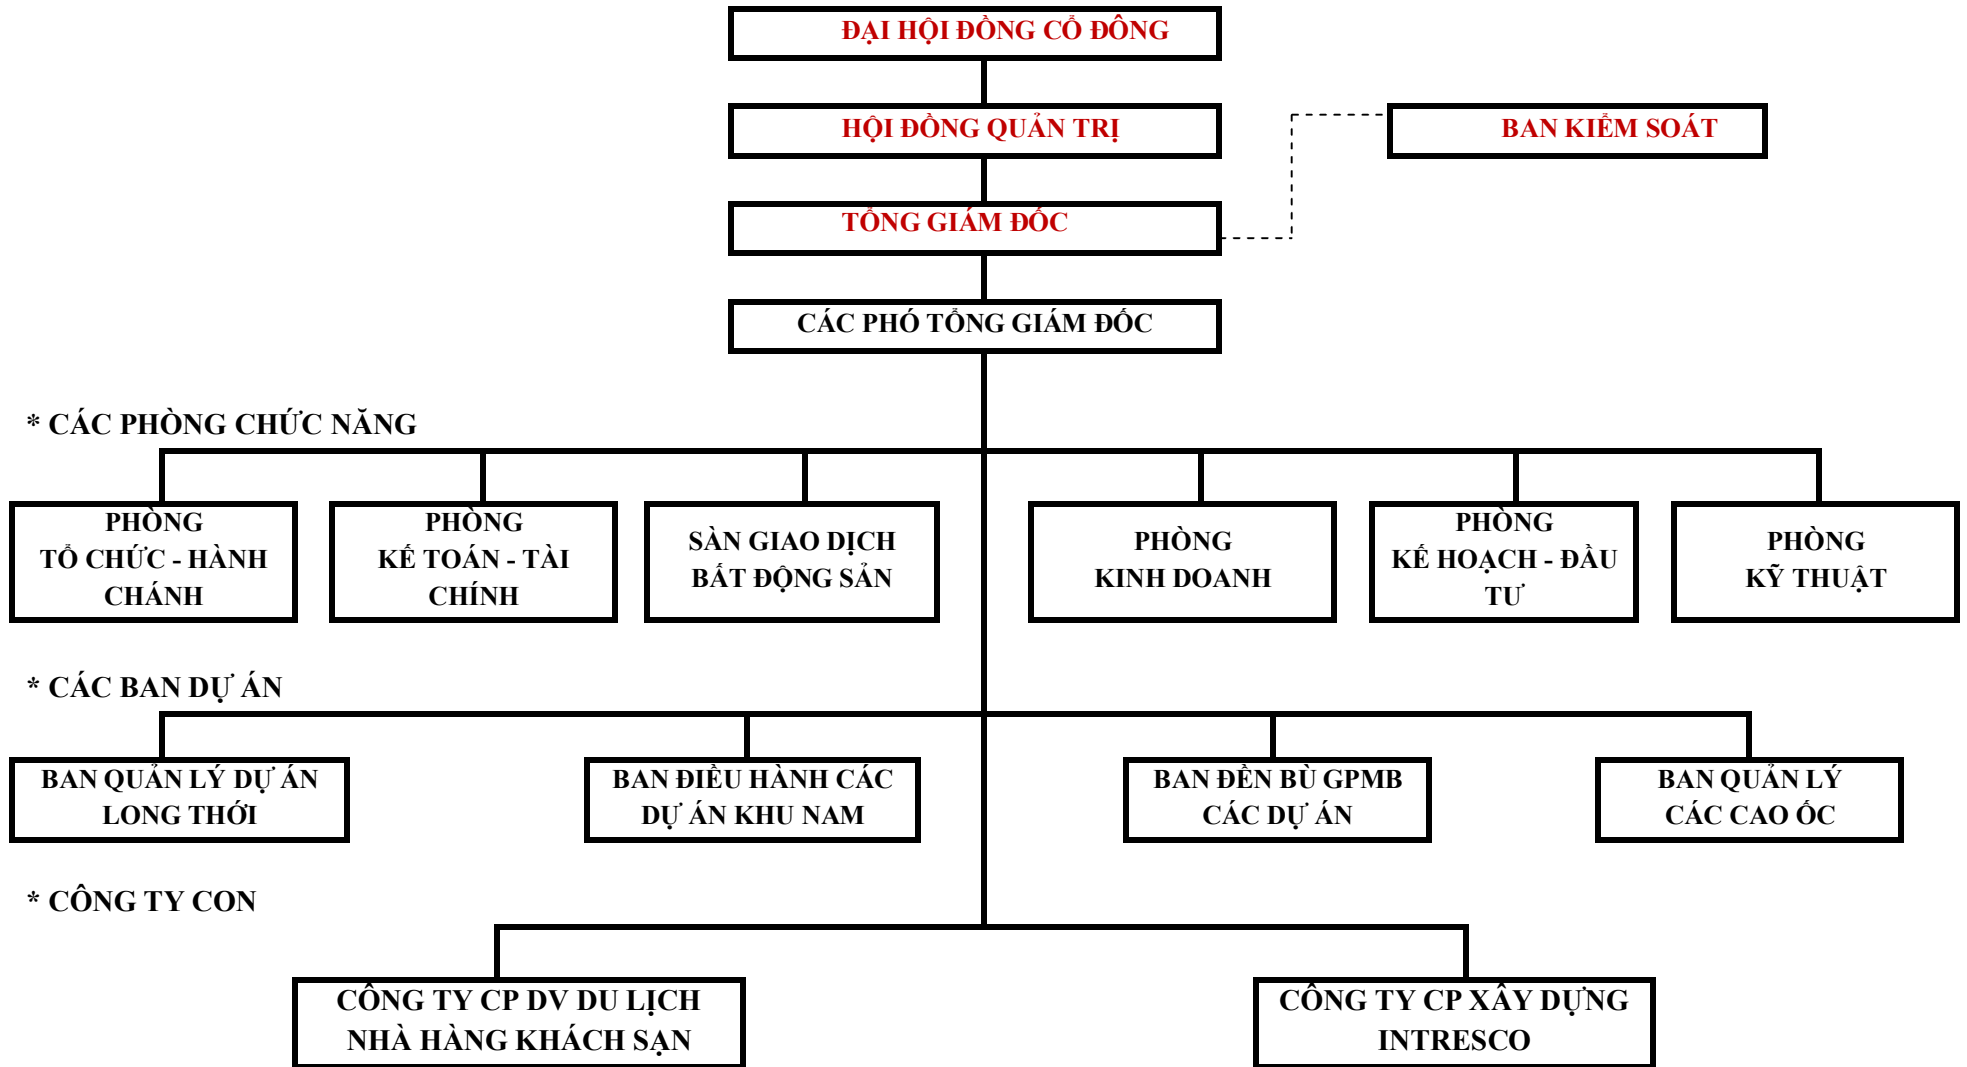 ĐẠI HỘI ĐỒNG CỔ ĐÔNG
HỘI ĐỒNG QUẢN TRỊ
BAN KIỂM SOÁT
TỔNG GIÁM ĐỐC
CÁC PHÓ TỔNG GIÁM ĐỐC
* CÁC PHÒNG CHỨC NĂNG
PHÒNG
TỔ CHỨC - HÀNH
CHÁNH
PHÒNG
KẾ TOÁN - TÀI
CHÍNH
SÀN GIAO DỊCH
BẤT ĐỘNG SẢN
PHÒNG
KINH DOANH
PHÒNG
KẾ HOẠCH - ĐẦU
TƯ
PHÒNG
KỸ THUẬT
* CÁC BAN DỰ ÁN
BAN QUẢN LÝ DỰ ÁN
LONG THỚI
BAN ĐIỀU HÀNH CÁC
DỰ ÁN KHU NAM
BAN ĐỀN BÙ GPMB
CÁC DỰ ÁN
BAN QUẢN LÝ
CÁC CAO ỐC
* CÔNG TY CON
CÔNG TY CP DV DU LỊCH
NHÀ HÀNG KHÁCH SẠN
CÔNG TY CP XÂY DỰNG
INTRESCO